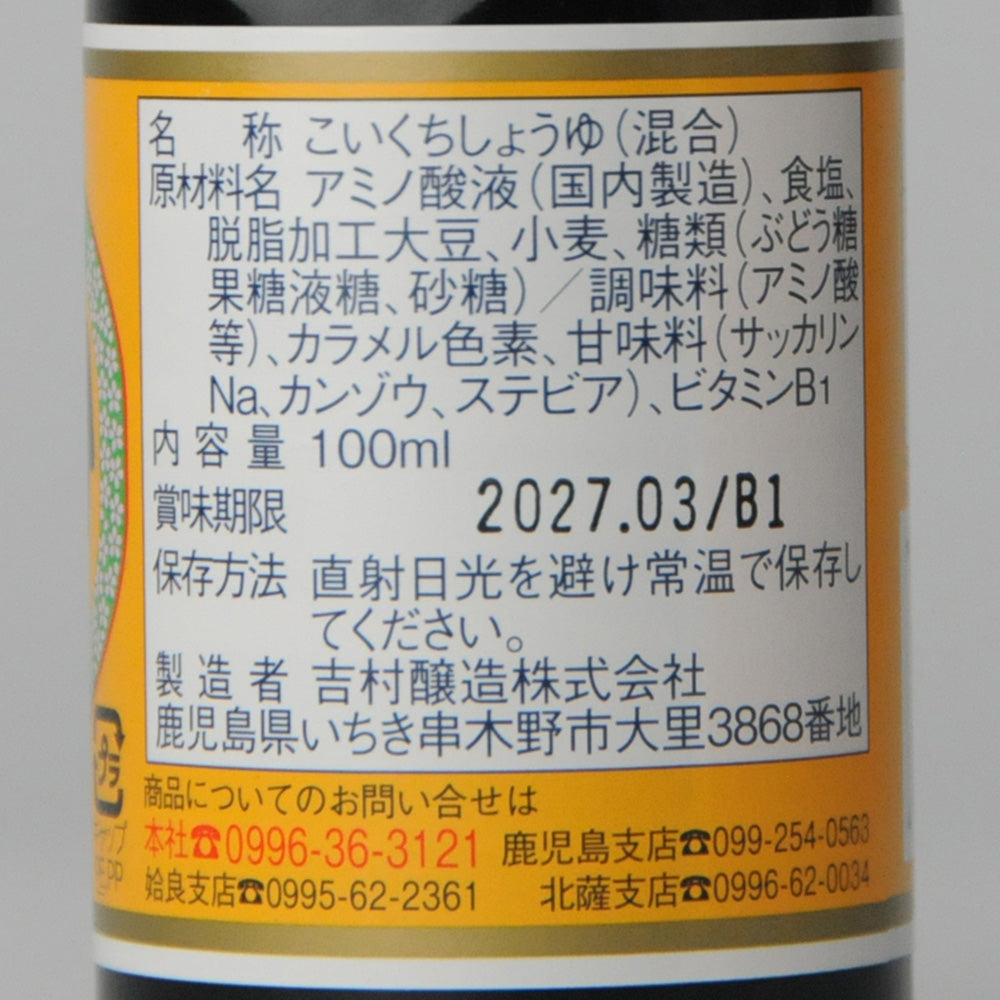 名　称 こいくちしょうゆ(混合)
原材料名 アミノ酸液(国内製造)、食塩、
脱脂加工大豆、小麦、糖類(ぶどう糖
果糖液糖、砂糖)／調味料(アミノ酸
等)、カラメル色素、甘味料(サッカリン
Na、カンゾウ、ステビア)、ビタミンB1
内容量 100ml
賞味期限 2027.03/B1
保存方法 直射日光を避け常温で保存し
てください。
製造者 吉村醸造株式会社
鹿児島県いちき串木野市大里3868番地
商品についてのお問い合せは
本社☎0996-36-3121 鹿児島支店☎099-254-0563
姶良支店☎0995-62-2361 北薩支店☎0996-62-0034
プラ